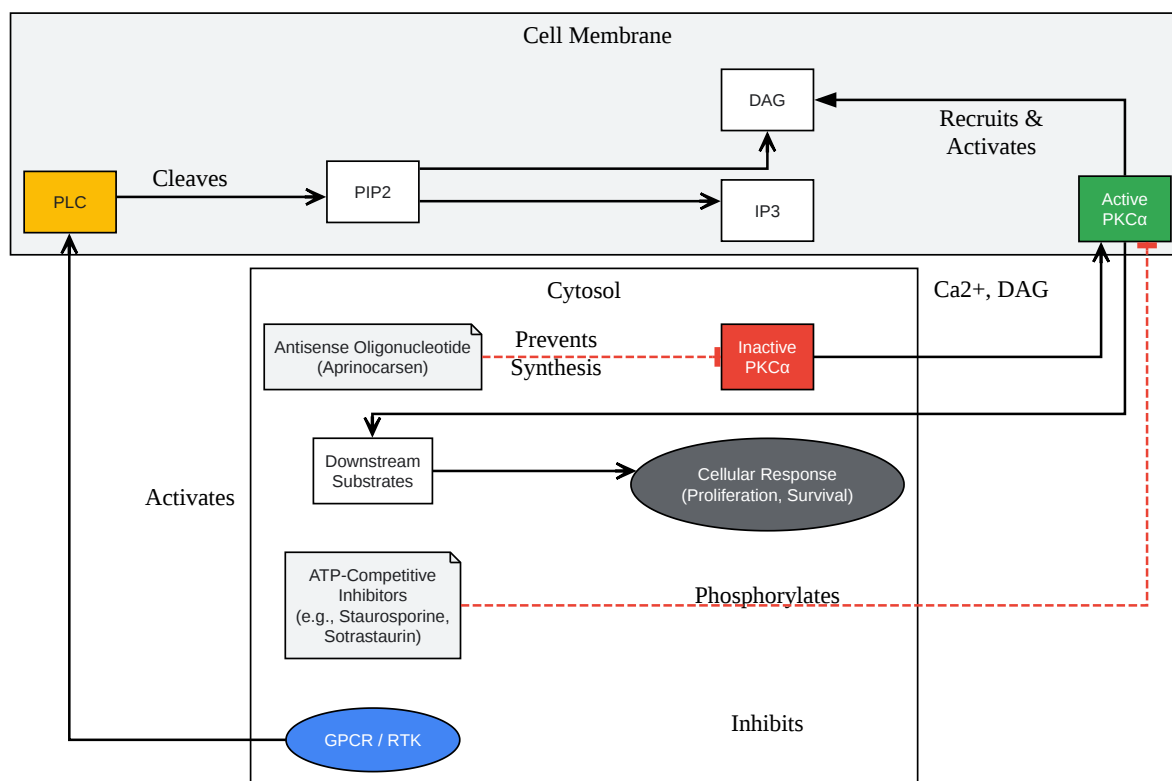 Cell Membrane
DAG
Recruits &
Activates
Cleaves
PLC
PIP2
IP3
Active
PKCα
Cytosol
Ca2+, DAG
Antisense Oligonucleotide
(Aprinocarsen)
Prevents
Synthesis
Inactive
PKCα
Downstream
Substrates
Cellular Response
(Proliferation, Survival)
Activates
ATP-Competitive
Inhibitors
(e.g., Staurosporine,
Sotrastaurin)
Phosphorylates
Inhibits
GPCR / RTK